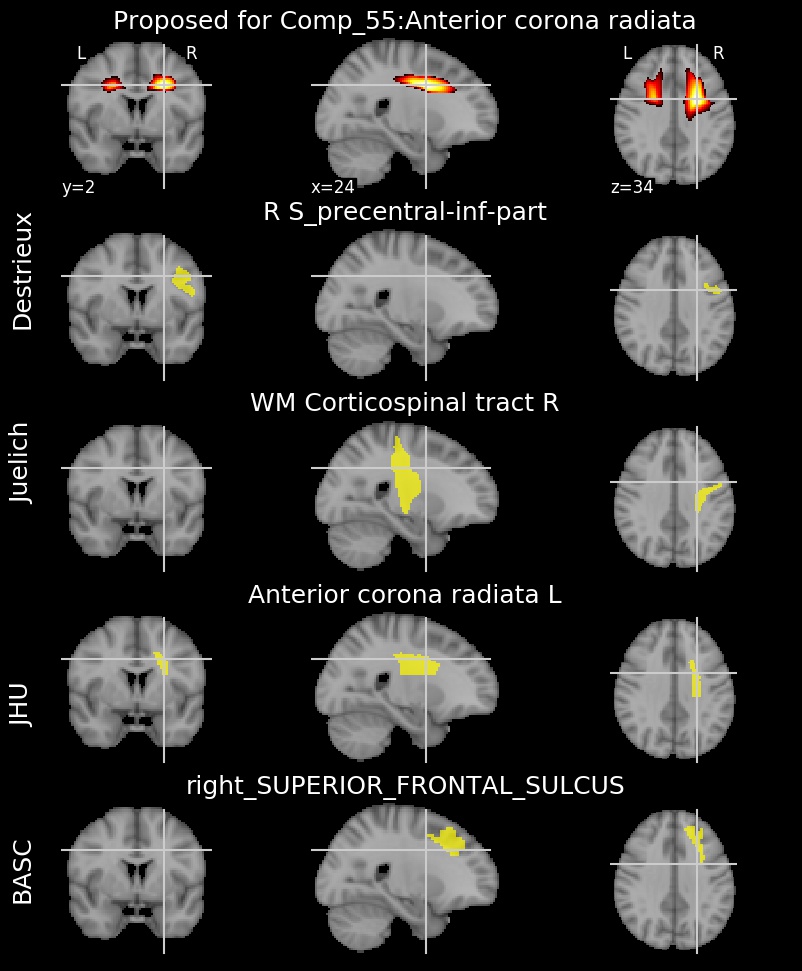 Proposed for Comp_55:Anterior corona radiata
L R L R
y=2 x=24 z=34
R S_precentral-inf-part
Destrieux
WM Corticospinal tract R
Juelich
Anterior corona radiata L
JHU
right_SUPERIOR_FRONTAL_SULCUS
BASC